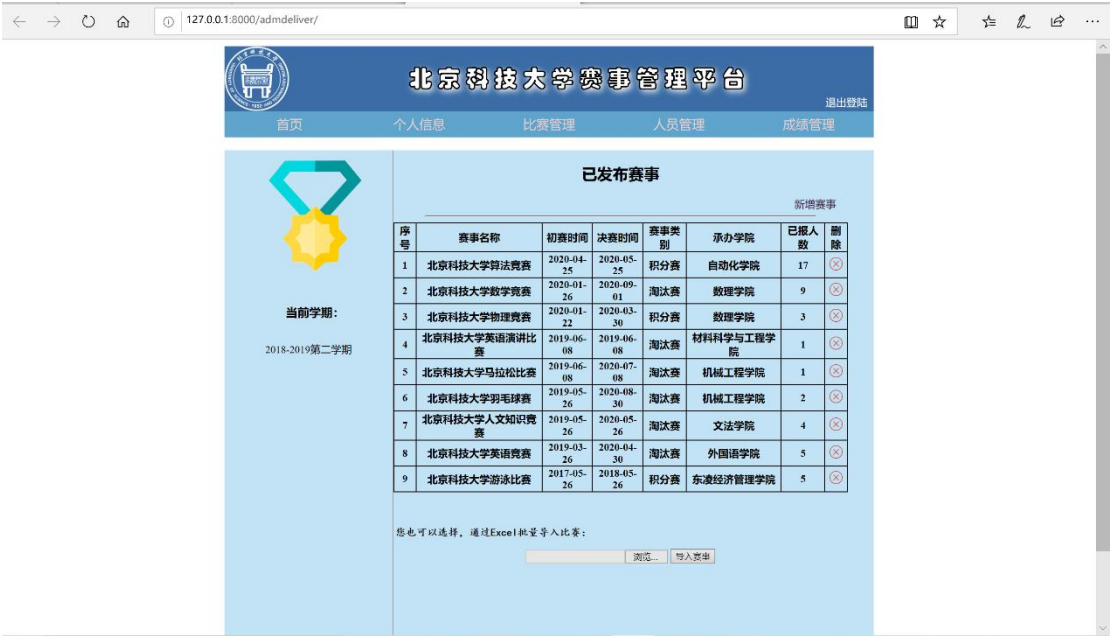 127.0.0.1:8000/admdeliver/
北京科技大学赛事管理平台
退出登陆
首页 个人信息 比赛管理 人员管理 成绩管理
已发布赛事
新增赛事
当前学期：
2018-2019第二学期
序号 赛事名称 初赛时间 决赛时间 赛事类别 承办学院 已报人数 删除
1 北京科技大学算法竞赛 2020-04-25 2020-05-25 积分赛 自动化学院 17
2 北京科技大学数学竞赛 2020-01-26 2020-09-01 淘汰赛 数理学院 9
3 北京科技大学物理竞赛 2020-01-22 2020-03-30 积分赛 数理学院 3
4 北京科技大学英语演讲比赛 2019-06-08 2019-06-08 淘汰赛 材料科学与工程学院 1
5 北京科技大学马拉松比赛 2019-06-08 2020-07-08 淘汰赛 机械工程学院 1
6 北京科技大学羽毛球赛 2019-05-26 2020-08-30 淘汰赛 机械工程学院 2
7 北京科技大学人文知识竞赛 2019-05-26 2020-05-26 淘汰赛 文法学院 4
8 北京科技大学英语竞赛 2019-03-26 2020-04-30 淘汰赛 外国语学院 5
9 北京科技大学游泳比赛 2017-05-26 2018-05-26 积分赛 东凌经济管理学院 5
您也可以选择，通过Excel批量导入比赛：
浏览... 导入赛事